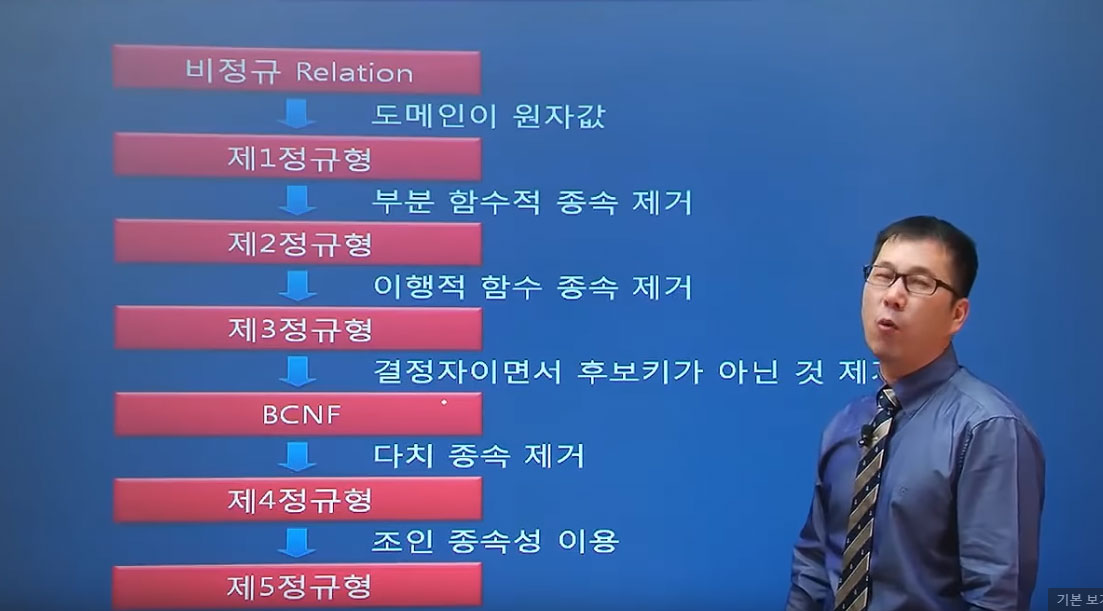 비정규 Relation
도메인이 원자값
제1정규형
부분 함수적 종속 제거
제2정규형
이행적 함수 종속 제거
제3정규형
결정자이면서 후보키가 아닌 것
BCNF
다치 종속 제거
제4정규형
조인 종속성 이용
제5정규형
기본